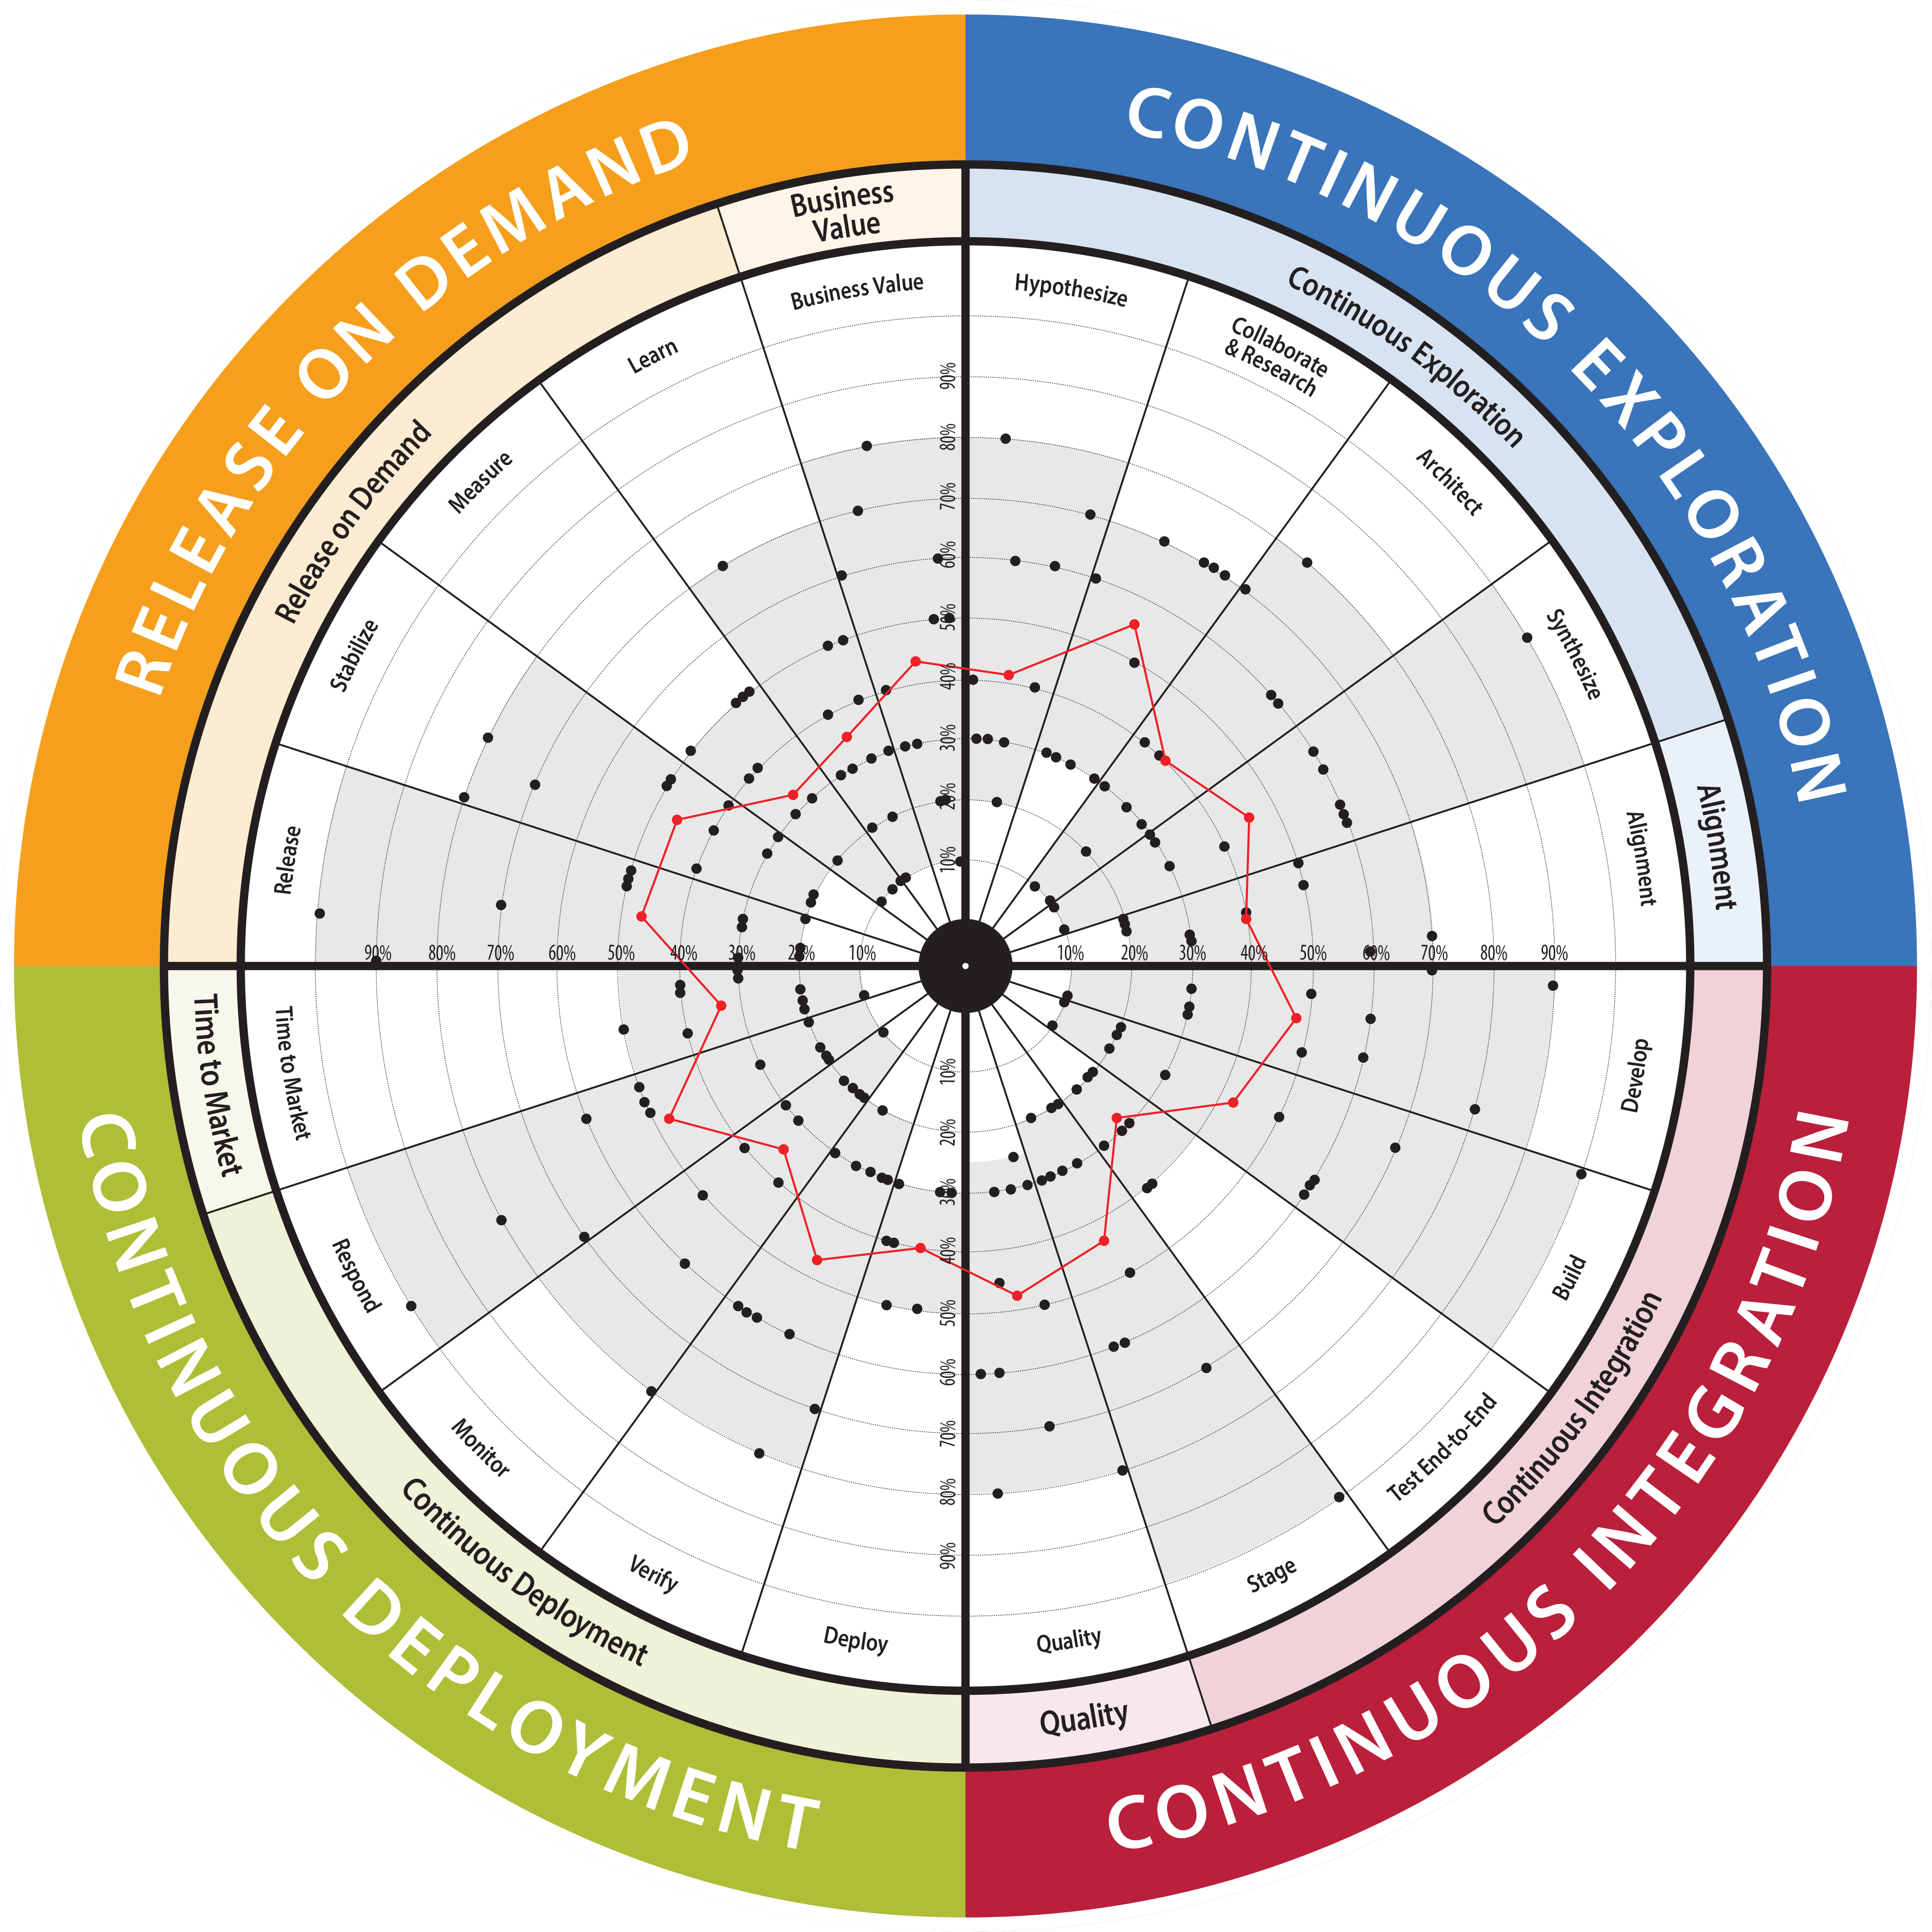 RELEASE ON DEMAND
CONTINUOUS EXPLORATION
CONTINUOUS INTEGRATION
CONTINUOUS DEPLOYMENT
Business
Value
Continuous Exploration
Alignment
Continuous Integration
Quality
Continuous Deployment
Time to Market
Release on Demand
Business Value
Hypothesize
Collaborate
& Research
Architect
Synthesize
Alignment
Develop
Build
Test End-to-End
Stage
Quality
Deploy
Verify
Monitor
Respond
Time to Market
Release
Stabilize
Measure
Learn
90%
80%
70%
60%
50%
40%
30%
20%
10%
90%
80%
70%
60%
50%
40%
30%
20%
10%
10%
20%
30%
40%
50%
60%
70%
80%
90%
10%
20%
30%
40%
50%
60%
70%
80%
90%